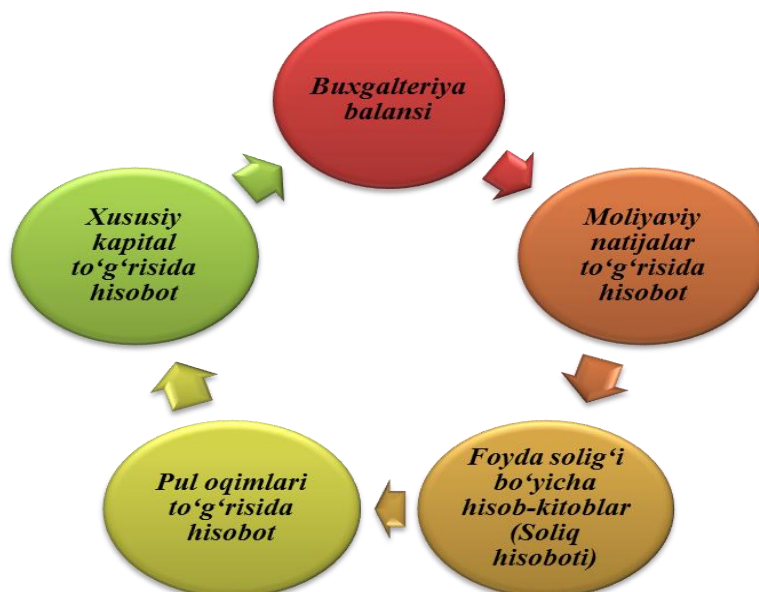 Buxgalteriya
balansi
Moliyaviy
natijalar
to‘g‘risida
hisobot
Foyda solig‘i
bo‘yicha
hisob-kitoblar
(Soliq
hisoboti)
Pul oqimlari
to‘g‘risida
hisobot
Xususiy
kapital
to‘g‘risida
hisobot